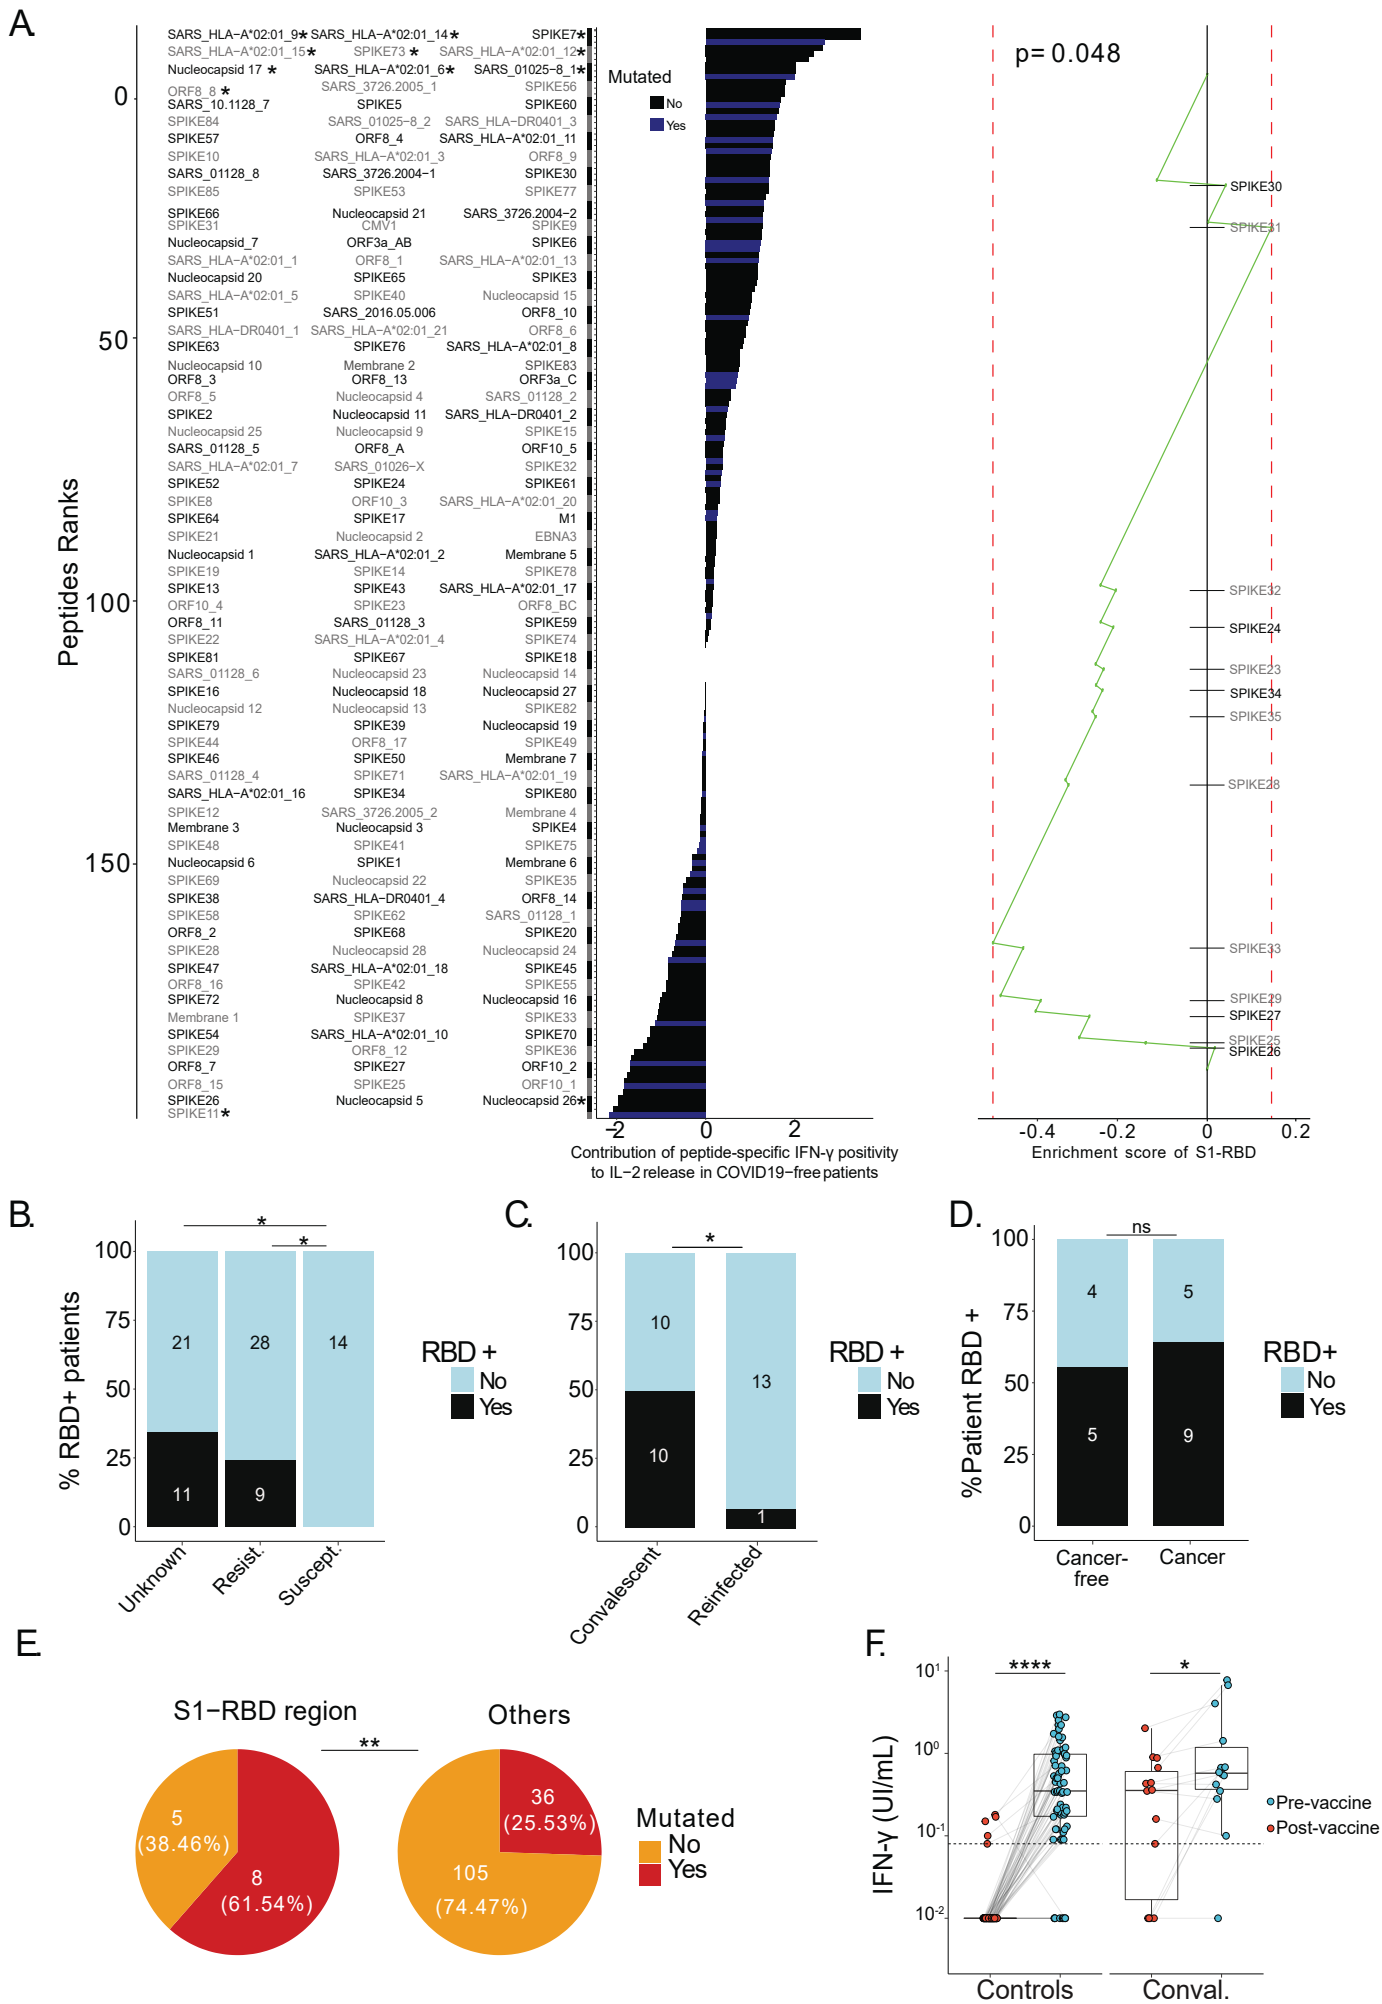 A.
SARS_HLA−A*02:01_9* SARS_HLA−A*02:01_14* SPIKE7*
SARS_HLA−A*02:01_15* SPIKE73 * SARS_HLA−A*02:01_12*
Nucleocapsid 17 * SARS_HLA−A*02:01_6* SARS_01025−8_1*
ORF8_8 * SARS_3726.2005_1 SPIKE56
SARS_10.1128_7 SPIKE5 SPIKE60
SPIKE84 SARS_01025−8_2 SARS_HLA−DR0401_3
SPIKE57 ORF8_4 SARS_HLA−A*02:01_11
SPIKE10 SARS_HLA−A*02:01_3 ORF8_9
SARS_01128_8 SARS_3726.2004−1 SPIKE30
SPIKE85 SPIKE53 SPIKE77
SPIKE66 Nucleocapsid 21 SARS_3726.2004−2
SPIKE31 CMV1 SPIKE9
Nucleocapsid_7 ORF3a_AB SPIKE6
SARS_HLA−A*02:01_1 ORF8_1 SARS_HLA−A*02:01_13
Nucleocapsid 20 SPIKE65 SPIKE3
SARS_HLA−A*02:01_5 SPIKE40 Nucleocapsid 15
SPIKE51 SARS_2016.05.006 ORF8_10
SARS_HLA−DR0401_1 SARS_HLA−A*02:01_21 ORF8_6
SPIKE63 SPIKE76 SARS_HLA−A*02:01_8
Nucleocapsid 10 Membrane 2 SPIKE83
ORF8_3 ORF8_13 ORF3a_C
ORF8_5 Nucleocapsid 4 SARS_01128_2
SPIKE2 Nucleocapsid 11 SARS_HLA−DR0401_2
Nucleocapsid 25 Nucleocapsid 9 SPIKE15
SARS_01128_5 ORF8_A ORF10_5
SARS_HLA−A*02:01_7 SARS_01026−X SPIKE32
SPIKE52 SPIKE24 SPIKE61
SPIKE8 ORF10_3 SARS_HLA−A*02:01_20
SPIKE64 SPIKE17 M1
SPIKE21 Nucleocapsid 2 EBNA3
Nucleocapsid 1 SARS_HLA−A*02:01_2 Membrane 5
SPIKE19 SPIKE14 SPIKE78
SPIKE13 SPIKE43 SARS_HLA−A*02:01_17
ORF10_4 SPIKE23 ORF8_BC
ORF8_11 SARS_01128_3 SPIKE59
SPIKE22 SARS_HLA−A*02:01_4 SPIKE74
SPIKE81 SPIKE67 SPIKE18
SARS_01128_6 Nucleocapsid 23 Nucleocapsid 14
SPIKE16 Nucleocapsid 18 Nucleocapsid 27
Nucleocapsid 12 Nucleocapsid 13 SPIKE82
SPIKE79 SPIKE39 Nucleocapsid 19
SPIKE44 ORF8_17 SPIKE49
SPIKE46 SPIKE50 Membrane 7
SARS_01128_4 SPIKE71 SARS_HLA−A*02:01_19
SARS_HLA−A*02:01_16 SPIKE34 SPIKE80
SPIKE12 SARS_3726.2005_2 Membrane 4
Membrane 3 Nucleocapsid 3 SPIKE4
SPIKE48 SPIKE41 SPIKE75
Nucleocapsid 6 SPIKE1 Membrane 6
SPIKE69 Nucleocapsid 22 SPIKE35
SPIKE38 SARS_HLA−DR0401_4 ORF8_14
SPIKE58 SPIKE62 SARS_01128_1
ORF8_2 SPIKE68 SPIKE20
SPIKE28 Nucleocapsid 28 Nucleocapsid 24
SPIKE47 SARS_HLA−A*02:01_18 SPIKE45
ORF8_16 SPIKE42 SPIKE55
SPIKE72 Nucleocapsid 8 Nucleocapsid 16
Membrane 1 SPIKE37 SPIKE33
SPIKE54 SARS_HLA−A*02:01_10 SPIKE70
SPIKE29 ORF8_12 SPIKE36
ORF8_7 SPIKE27 ORF10_2
ORF8_15 SPIKE25 ORF10_1
SPIKE26 Nucleocapsid 5 Nucleocapsid 26*
SPIKE11*
Peptides Ranks
0
50
100
150
Mutated
No
Yes
−2 0 2
Contribution of peptide-specific IFN-γ positivity
to IL−2 release in COVID19−free patients
p= 0.048
SPIKE30
SPIKE31
SPIKE32
SPIKE24
SPIKE23
SPIKE34
SPIKE35
SPIKE28
SPIKE33
SPIKE29
SPIKE27
SPIKE25
SPIKE26
-0.4 -0.2 0 0.2
Enrichment score of S1-RBD
B.
* 
*
% RBD+ patients
100
75
50
25
0
21 28 14
11 9
Unknown Resist. Suscept.
RBD +
No
Yes
C.
*
100
75
50
25
0
10 13
10 1
Convalescent Reinfected
RBD +
No
Yes
D.
ns
%Patient RBD +
100
75
50
25
0
4 5
5 9
Cancer-
free
Cancer
RBD +
No
Yes
E.
S1−RBD region
**
Others
5
(38.46%)
8
(61.54%)
36
(25.53%)
105
(74.47%)
Mutated
No
Yes
F.
**** *
IFN-γ (UI/mL)
10¹
10⁰
10⁻¹
10⁻²
Controls Conval.
Pre-vaccine
Post-vaccine